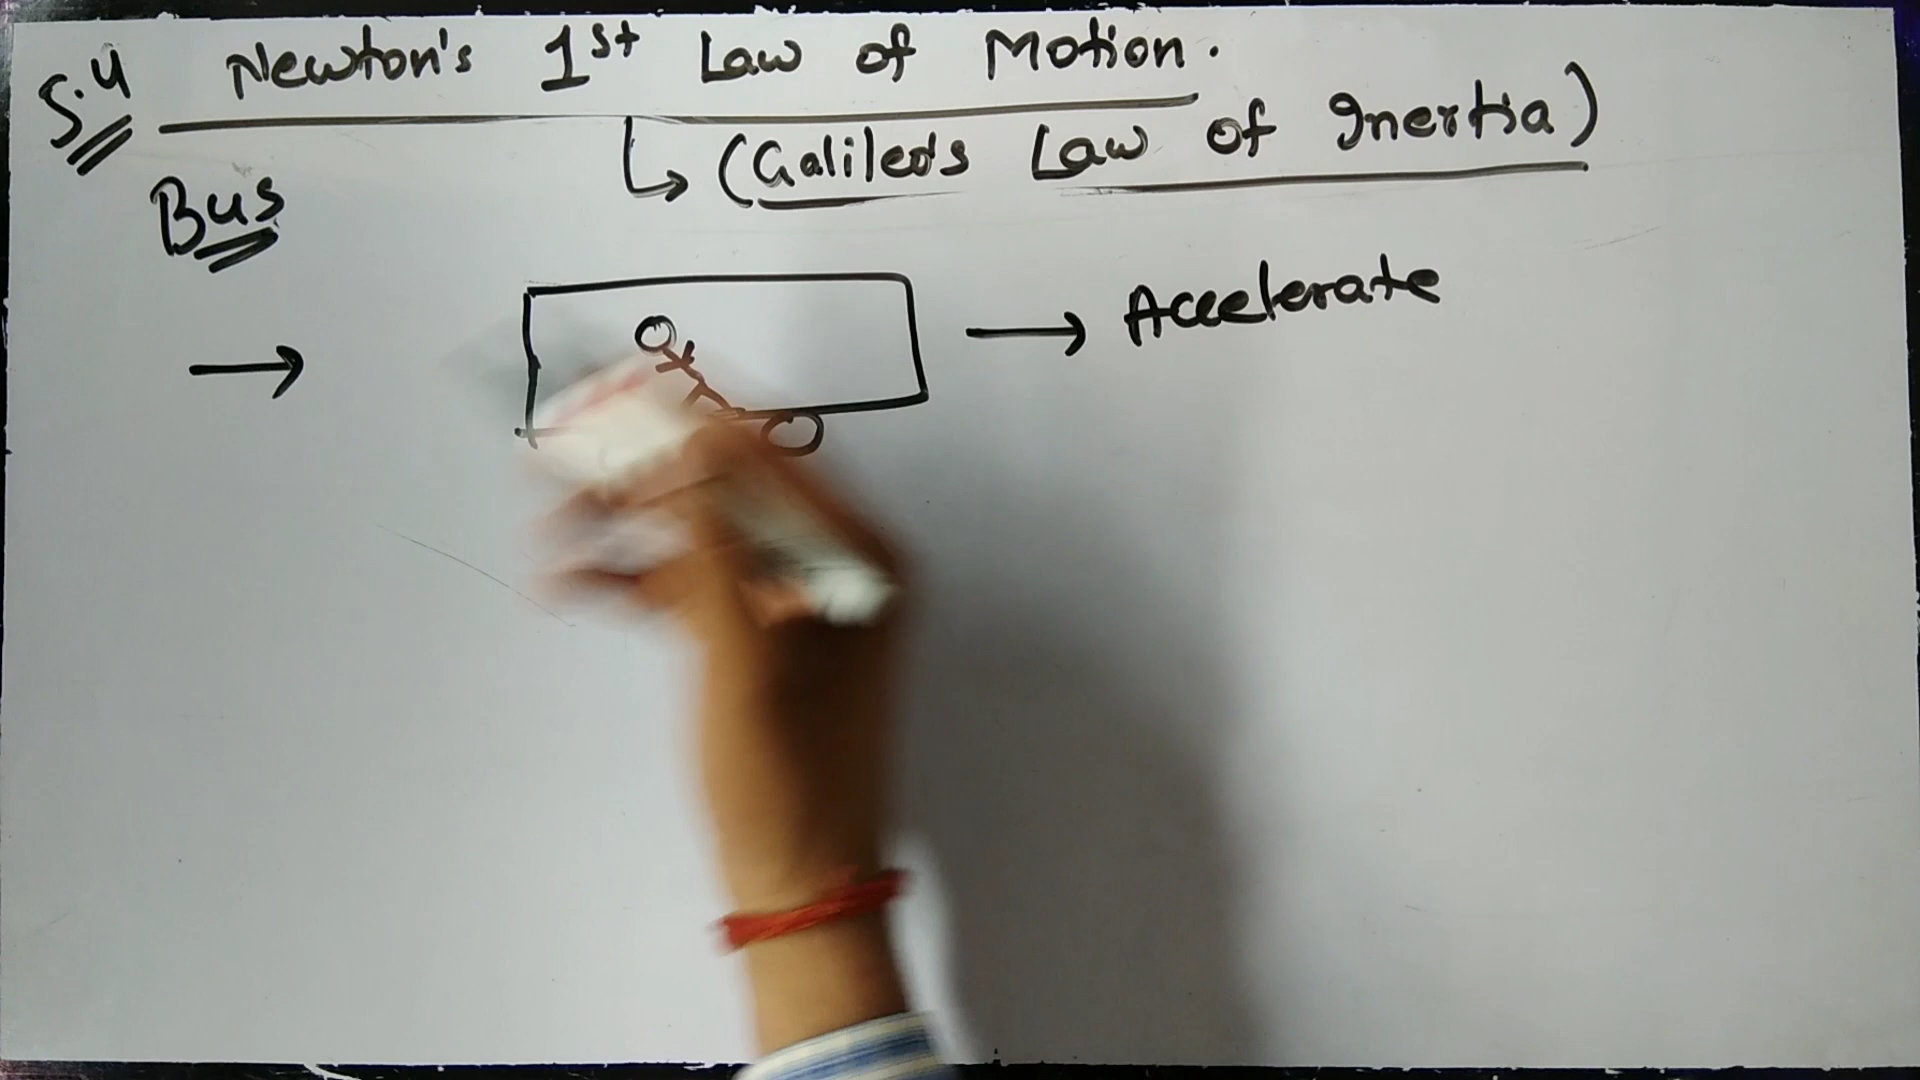 5.4 Newton's 1st Law of Motion.
(Galileo's Law of Inertia)
Bus
Accelerate